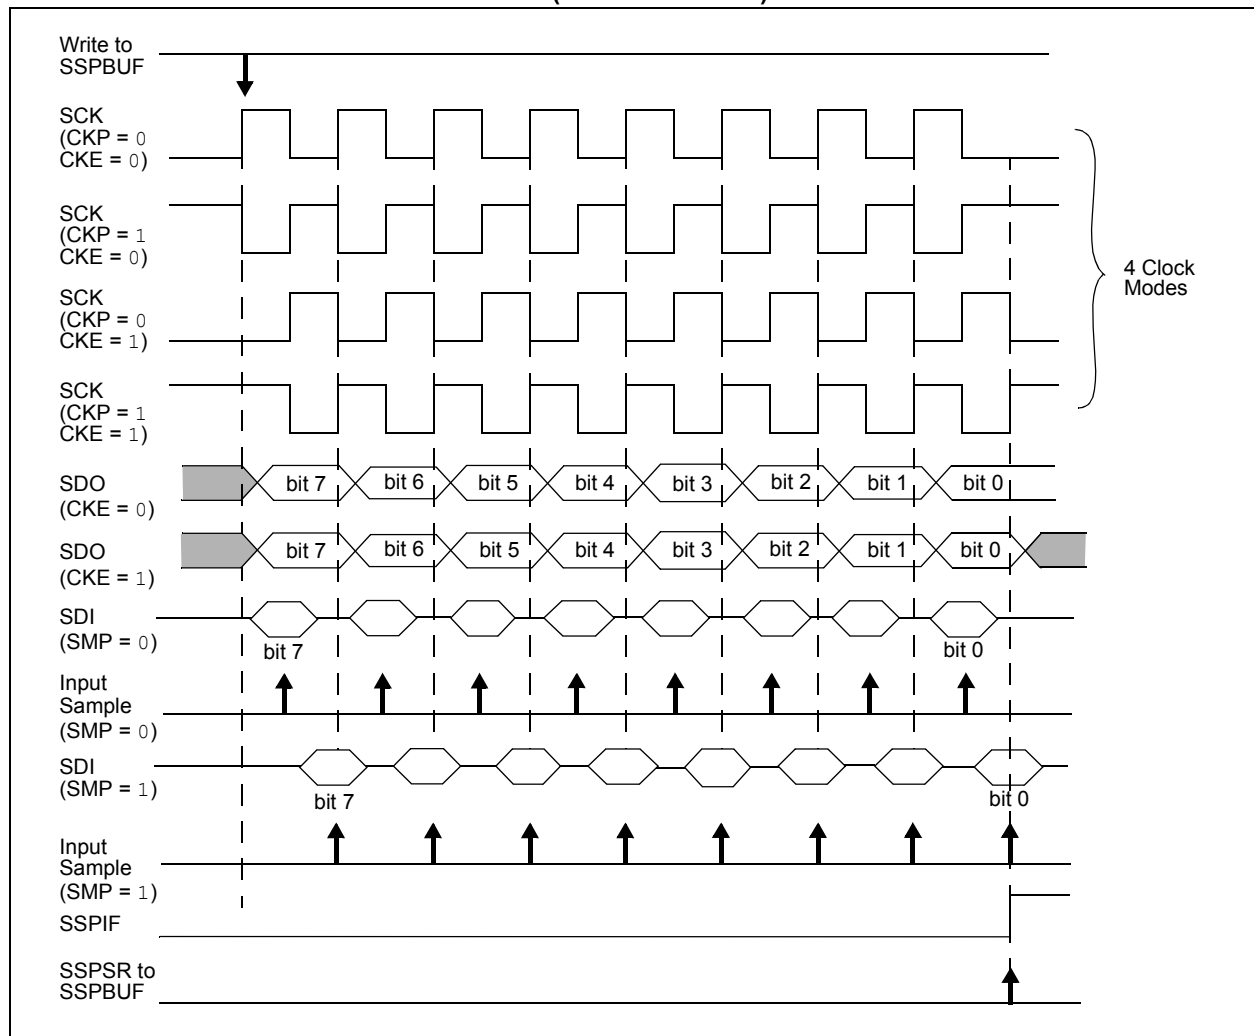 Write to
SSPBUF
SCK
(CKP = 0
CKE = 0)
SCK
(CKP = 1
CKE = 0)
4 Clock
Modes
SCK
(CKP = 0
CKE = 1)
SCK
(CKP = 1
CKE = 1)
SDO
(CKE = 0)
bit 7 bit 6 bit 5 bit 4 bit 3 bit 2 bit 1 bit 0
SDO
(CKE = 1)
bit 7 bit 6 bit 5 bit 4 bit 3 bit 2 bit 1 bit 0
SDI
(SMP = 0)
bit 7 bit 0
Input
Sample
(SMP = 0)
SDI
(SMP = 1)
bit 7 bit 0
Input
Sample
(SMP = 1)
SSPIF
SSPSR to
SSPBUF